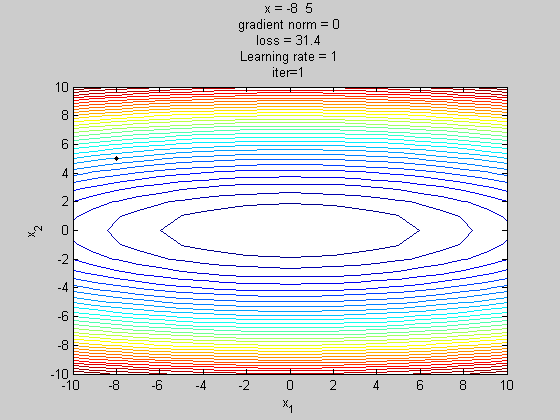 x = -8 5
gradient norm = 0
loss = 31.4
Learning rate = 1
iter=1
10
8
6
4
2
0
-2
-4
-6
-8
-10
x2
-10 -8 -6 -4 -2 0 2 4 6 8 10
x1